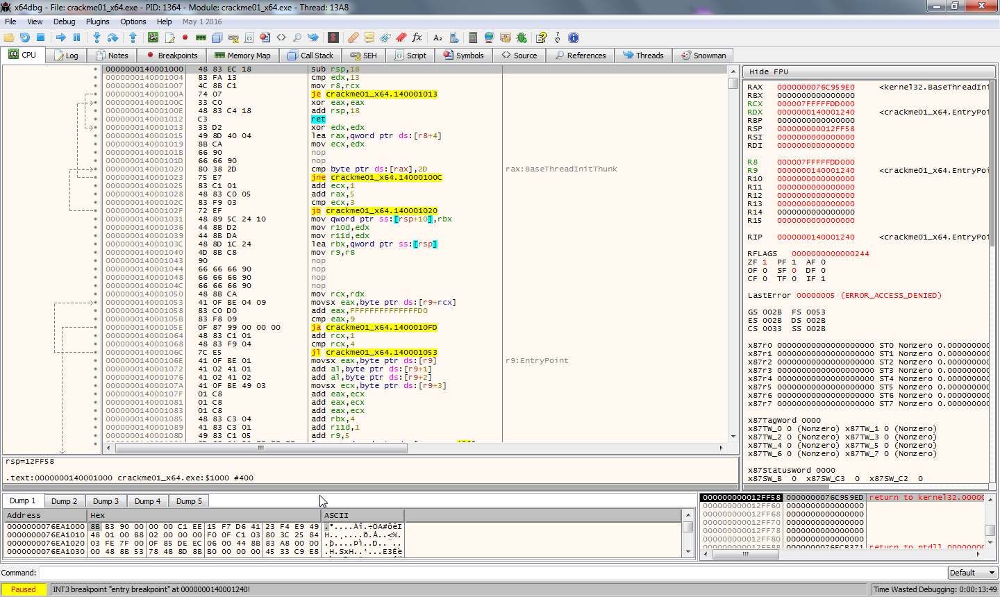 x64dbg - File: crackme01_x64.exe - PID: 1364 - Module: crackme01_x64.exe - Thread: 13A8
File View Debug Plugins Options Help May 1 2016
CPU Log Notes Breakpoints Memory Map Call Stack SEH Script Symbols Source References Threads Snowman
0000000140001000 48 83 EC 18 sub rsp,18
0000000140001004 83 FA 13 cmp edx,13
0000000140001007 4C 8B C1 mov r8,rcx
000000014000100A 74 07 je crackme01_x64.140001013
000000014000100C 33 C0 xor eax,eax
000000014000100E 48 83 C4 18 add rsp,18
0000000140001012 C3 ret
0000000140001013 33 D2 xor edx,edx
0000000140001015 49 8D 40 04 lea rax,qword ptr ds:[r8+4]
0000000140001019 8B CA mov ecx,edx
000000014000101B 66 90 nop
000000014000101D 66 66 90 nop
0000000140001020 80 38 2D cmp byte ptr ds:[rax],2D rax:BaseThreadInitThunk
0000000140001023 75 E7 jne crackme01_x64.14000100C
0000000140001025 83 C1 01 add ecx,1
0000000140001028 48 83 C0 05 add rax,5
000000014000102C 83 F9 03 cmp ecx,3
000000014000102F 72 EF jb crackme01_x64.140001020
0000000140001031 48 89 5C 24 10 mov qword ptr ss:[rsp+10],rbx
0000000140001036 44 8B D2 mov r10d,edx
0000000140001039 44 8B DA mov r11d,edx
000000014000103C 48 8D 1C 24 lea rbx,qword ptr ss:[rsp]
0000000140001040 4D 8B C8 mov r9,r8
0000000140001043 90 nop
0000000140001044 66 66 66 90 nop
0000000140001048 66 66 66 90 nop
000000014000104C 66 66 66 90 nop
0000000140001050 48 8B CA mov rcx,rdx
0000000140001053 41 0F BE 04 09 movsx eax,byte ptr ds:[r9+rcx]
0000000140001058 83 C0 D0 add eax,FFFFFFFFFFFFFFD0
000000014000105B 83 F8 09 cmp eax,9
000000014000105E 0F 87 99 00 00 00 ja crackme01_x64.1400010FD
0000000140001064 48 83 C1 01 add rcx,1
0000000140001068 48 83 F9 04 cmp rcx,4
000000014000106C 7C E5 jl crackme01_x64.140001053
000000014000106E 41 0F BE 01 movsx eax,byte ptr ds:[r9] r9:EntryPoint
0000000140001072 41 02 41 01 add al,byte ptr ds:[r9+1]
0000000140001076 41 02 41 02 add al,byte ptr ds:[r9+2]
000000014000107A 41 0F BE 49 03 movsx ecx,byte ptr ds:[r9+3]
000000014000107F 01 C8 add eax,ecx
0000000140001081 01 C8 add eax,ecx
0000000140001083 01 C8 add eax,ecx
0000000140001085 48 83 C3 04 add rbx,4
0000000140001089 41 83 C3 01 add r11d,1
000000014000108D 49 83 C1 05 add r9,5
Hide FPU
RAX 0000000076C959E0 <kernel32.BaseThreadIni
RBX 0000000000000000
RCX 000007FFFFFDD000
RDX 0000000140001240 <crackme01_x64.EntryPoi
RBP 0000000000000000
RSP 000000000012FF58
RSI 0000000000000000
RDI 0000000000000000
R8 000007FFFFFDD000
R9 0000000140001240 <crackme01_x64.EntryPoi
R10 0000000000000000
R11 0000000000000000
R12 0000000000000000
R13 0000000000000000
R14 0000000000000000
R15 0000000000000000
RIP 0000000140001240 <crackme01_x64.EntryPoi
RFLAGS 0000000000000244
ZF 1 PF 1 AF 0
OF 0 SF 0 DF 0
CF 0 TF 0 IF 1
LastError 00000005 (ERROR_ACCESS_DENIED)
GS 002B FS 0053
ES 002B DS 002B
CS 0033 SS 002B
x87r0 00000000000000000000 ST0 Nonzero 0.000000000
x87r1 00000000000000000000 ST1 Nonzero 0.000000000
x87r2 00000000000000000000 ST2 Nonzero 0.000000000
x87r3 00000000000000000000 ST3 Nonzero 0.000000000
x87r4 00000000000000000000 ST4 Nonzero 0.000000000
x87r5 00000000000000000000 ST5 Nonzero 0.000000000
x87r6 00000000000000000000 ST6 Nonzero 0.000000000
x87r7 00000000000000000000 ST7 Nonzero 0.000000000
x87TagWord 0000
x87TW_0 0 (Nonzero) x87TW_1 0 (Nonzero)
x87TW_2 0 (Nonzero) x87TW_3 0 (Nonzero)
x87TW_4 0 (Nonzero) x87TW_5 0 (Nonzero)
x87TW_6 0 (Nonzero) x87TW_7 0 (Nonzero)
x87StatusWord 0000
x87SW_B 0 x87SW_C3 0 x87SW_C2 0
rsp=12FF58
.text:0000000140001000 crackme01_x64.exe:$1000 #400
Dump 1 Dump 2 Dump 3 Dump 4 Dump 5
Address Hex ASCII
0000000076EA1000 8B B3 90 00 00 00 C1 EE 15 F7 D6 41 23 F4 E9 49 .³....Áî.÷ÖA#ôéI
0000000076EA1010 48 01 00 B8 02 00 00 00 F0 0F C1 03 80 3C 25 84 H..¸....ð.Á..<%.
0000000076EA1020 03 FE 7F 00 0F 85 DE EC 06 00 44 8B 83 A8 00 00 .þ....Þì..D..¨..
0000000076EA1030 00 48 8B 53 78 48 8D 8B B0 00 00 00 45 33 C9 E8 .H.SxH..°...E3Éè
000000000012FF58 0000000076C959ED return to kernel32.00000
000000000012FF60 0000000000000000
000000000012FF68 0000000000000000
000000000012FF70 0000000000000000
000000000012FF78 0000000000000000
000000000012FF80 0000000000000000
000000000012FF88 0000000076ECB371 return to ntdll.00000000
Command: Default
Paused INT3 breakpoint "entry breakpoint" at 0000000140001240! Time Wasted Debugging: 0:00:13:49